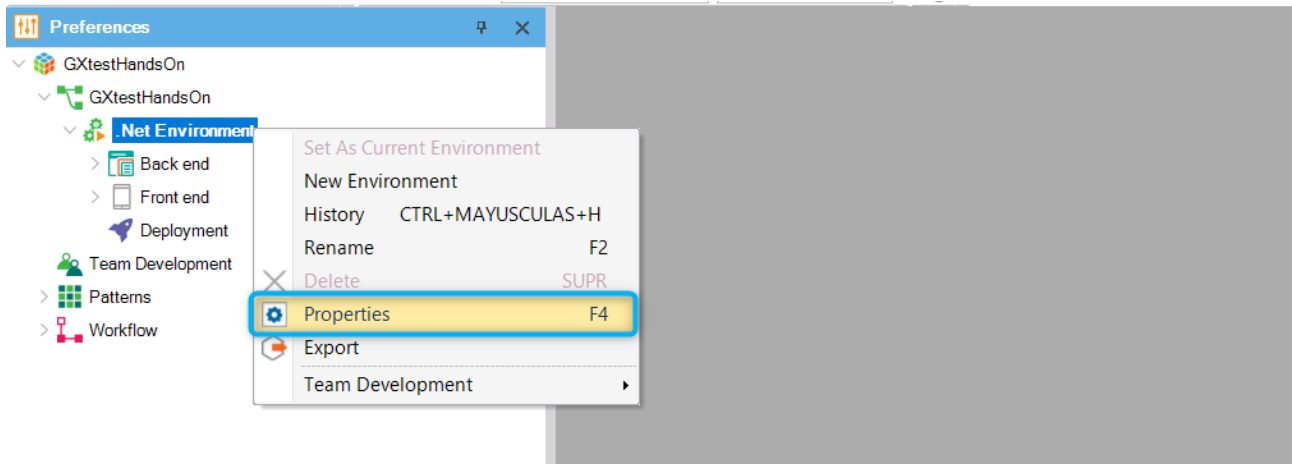 Preferences
GXtestHandsOn
GXtestHandsOn
.Net Environment
Back end
Front end
Deployment
Team Development
Patterns
Workflow
Set As Current Environment
New Environment
History CTRL+MAYUSCULAS+H
Rename F2
Delete SUPR
Properties F4
Export
Team Development